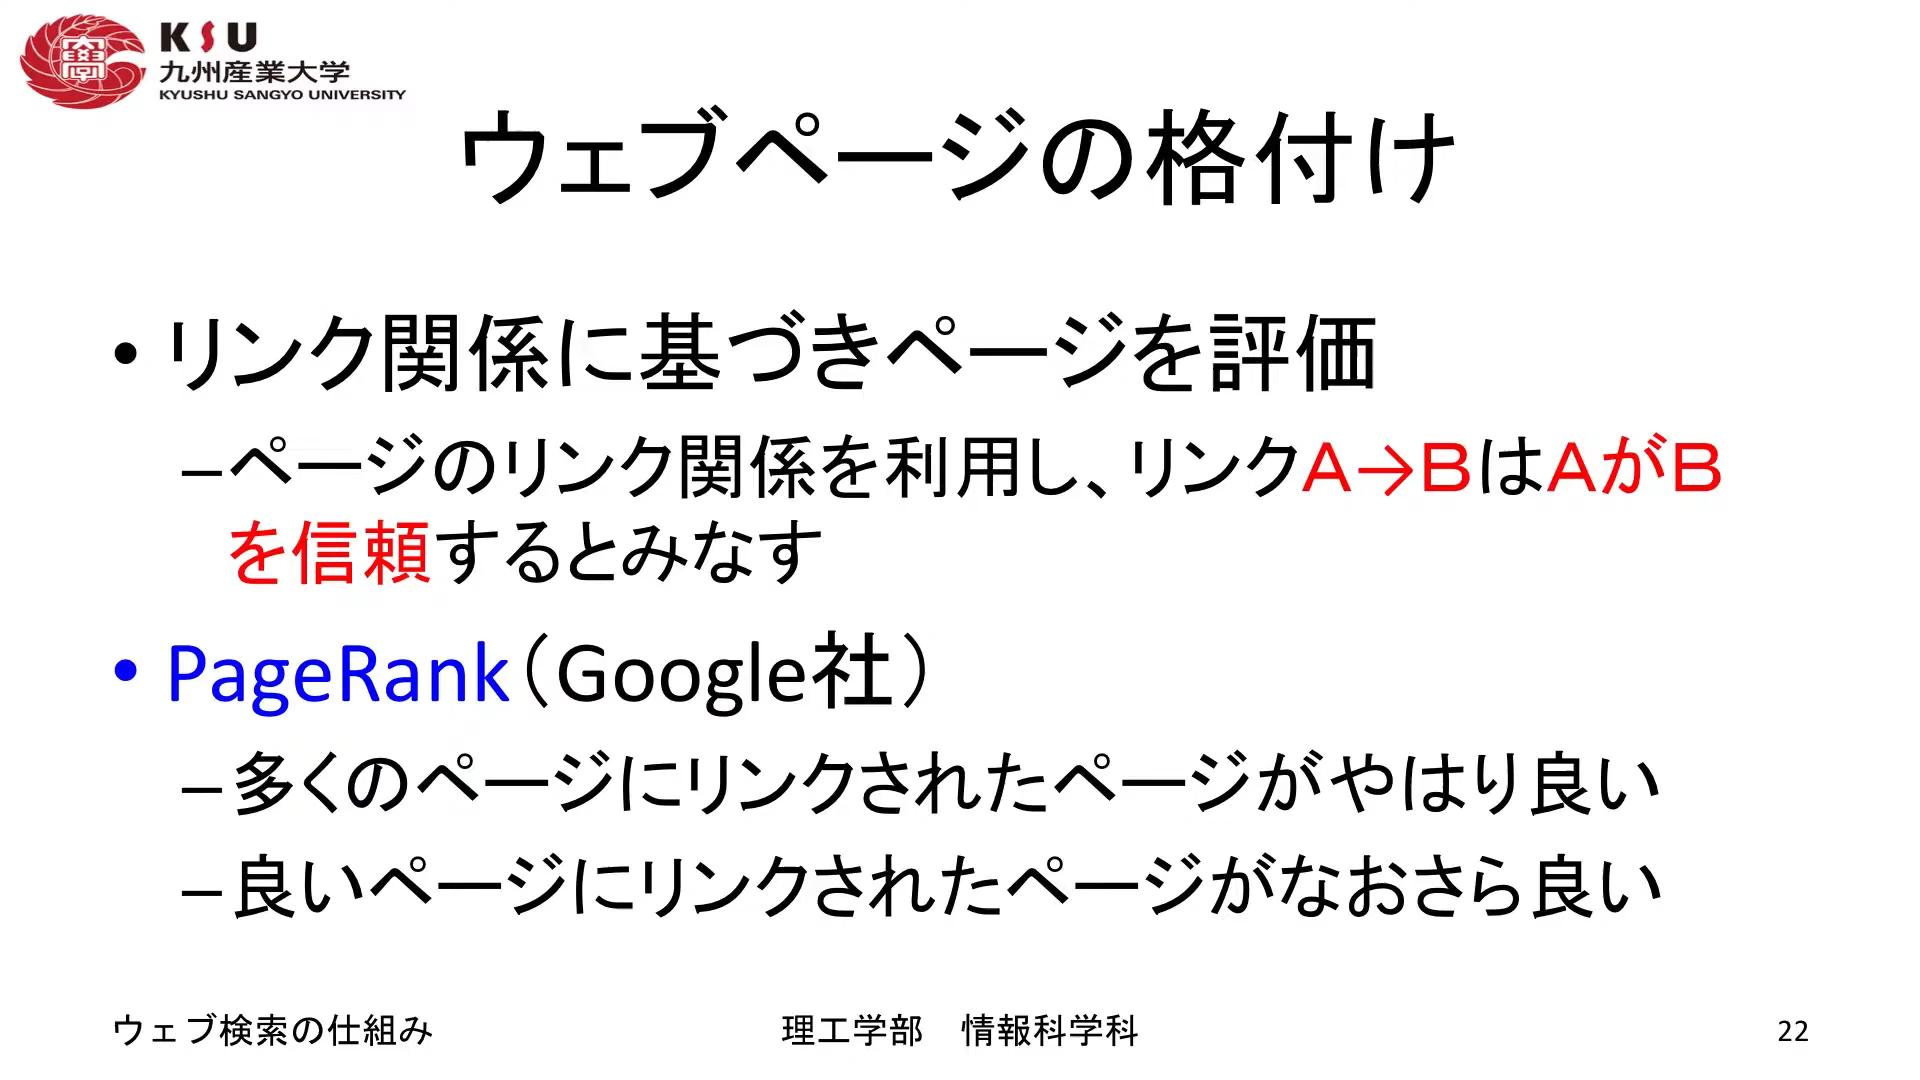 KSU
九州産業大学
KYUSHU SANGYO UNIVERSITY
ウェブページの格付け
• リンク関係に基づきページを評価
–ページのリンク関係を利用し、リンクA→BはAがB
を信頼するとみなす
• PageRank（Google社）
–多くのページにリンクされたページがやはり良い
–良いページにリンクされたページがなおさら良い
ウェブ検索の仕組み
理工学部　情報科学科
22